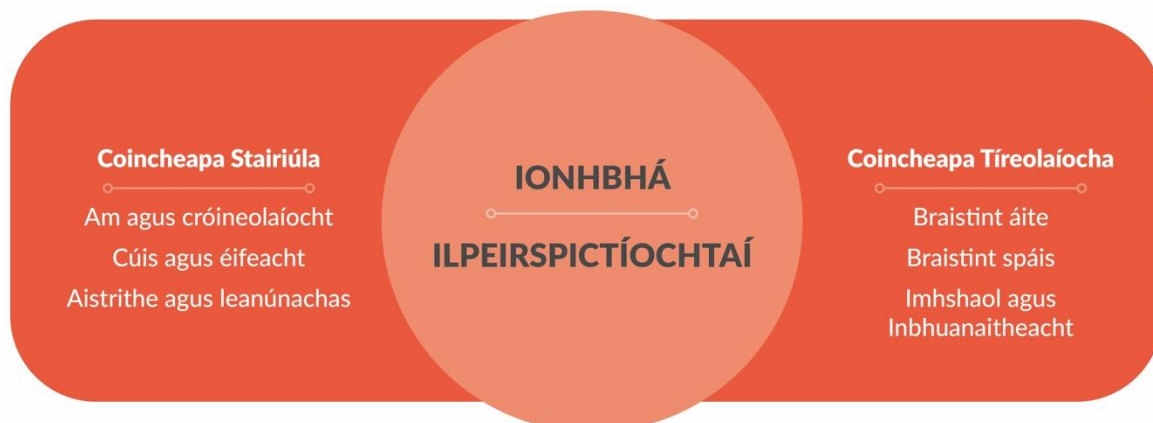 Coincheapa Stairiúla
Am agus cróineolaíocht
Cúis agus éifeacht
Aistrithe agus leanúnachas
IONHBHÁ
ILPEIRSPICTÍOCHTAÍ
Coincheapa Tíreolaíocha
Braistint áite
Braistint spáis
Imhshaol agus
Inbhuanaitheacht